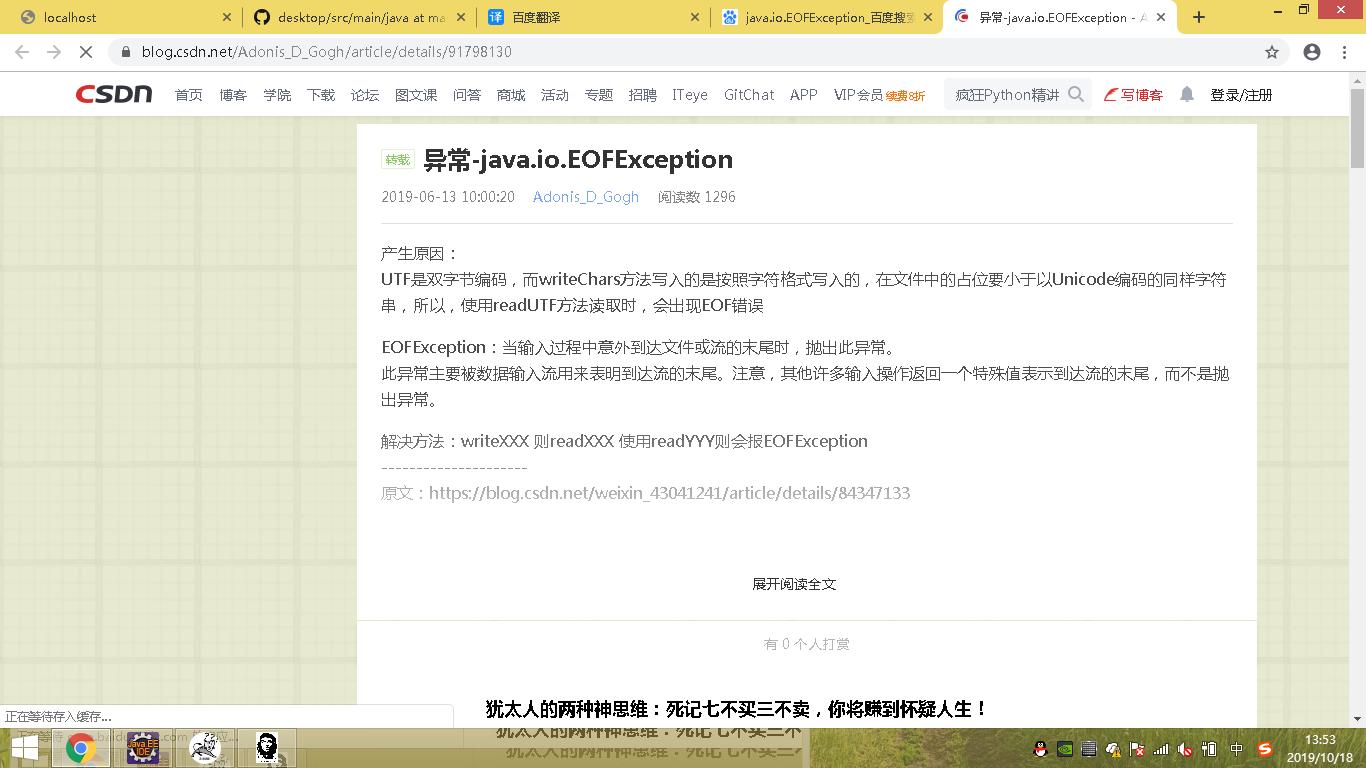 localhost
desktop/src/main/java at ma
百度翻译
java.io.EOFException_百度搜
异常-java.io.EOFException - A
blog.csdn.net/Adonis_D_Gogh/article/details/91798130
CSDN 首页 博客 学院 下载 论坛 图文课 问答 商城 活动 专题 招聘 ITeye GitChat APP VIP会员 续费8折 疯狂Python精讲 写博客 登录/注册
转载 异常-java.io.EOFException
2019-06-13 10:00:20 Adonis_D_Gogh 阅读数 1296
产生原因：
UTF是双字节编码，而writeChars方法写入的是按照字符格式写入的，在文件中的占位要小于以Unicode编码的同样字符
串，所以，使用readUTF方法读取时，会出现EOF错误
EOFException：当输入过程中意外到达文件或流的末尾时，抛出此异常。
此异常主要被数据输入流用来表明到达流的末尾。注意，其他许多输入操作返回一个特殊值表示到达流的末尾，而不是抛
出异常。
解决方法：writeXXX 则readXXX 使用readYYY则会报EOFException
---------------------
原文：https://blog.csdn.net/weixin_43041241/article/details/84347133
展开阅读全文
有 0 个人打赏
犹太人的两种神思维：死记七不买三不卖，你将赚到怀疑人生！
正在等待存入缓存...
Java EE
IDE
中
13:53
2019/10/18